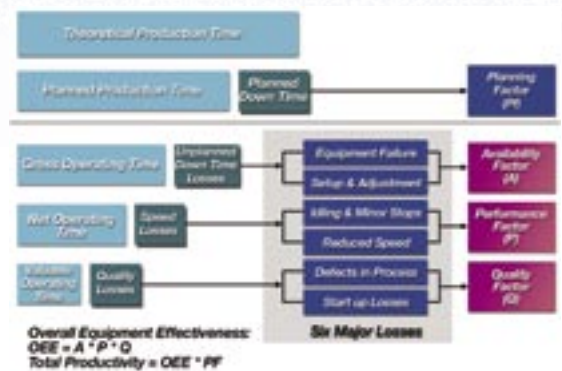 Theoretical Production Time
Planned Production Time
Planned
Down Time
Planning
Factor
(Pf)
Gross Operating Time
Unplanned
Down Time
Losses
Equipment Failure
Setup & Adjustment
Availability
Factor
(A)
Net Operating
Time
Speed
Losses
Idling & Minor Stops
Reduced Speed
Performance
Factor
(P)
Valuable
Operating
Time
Quality
Losses
Defects in Process
Start up Losses
Quality
Factor
(Q)
Six Major Losses
Overall Equipment Effectiveness:
OEE = A * P * Q
Total Productivity = OEE * PF